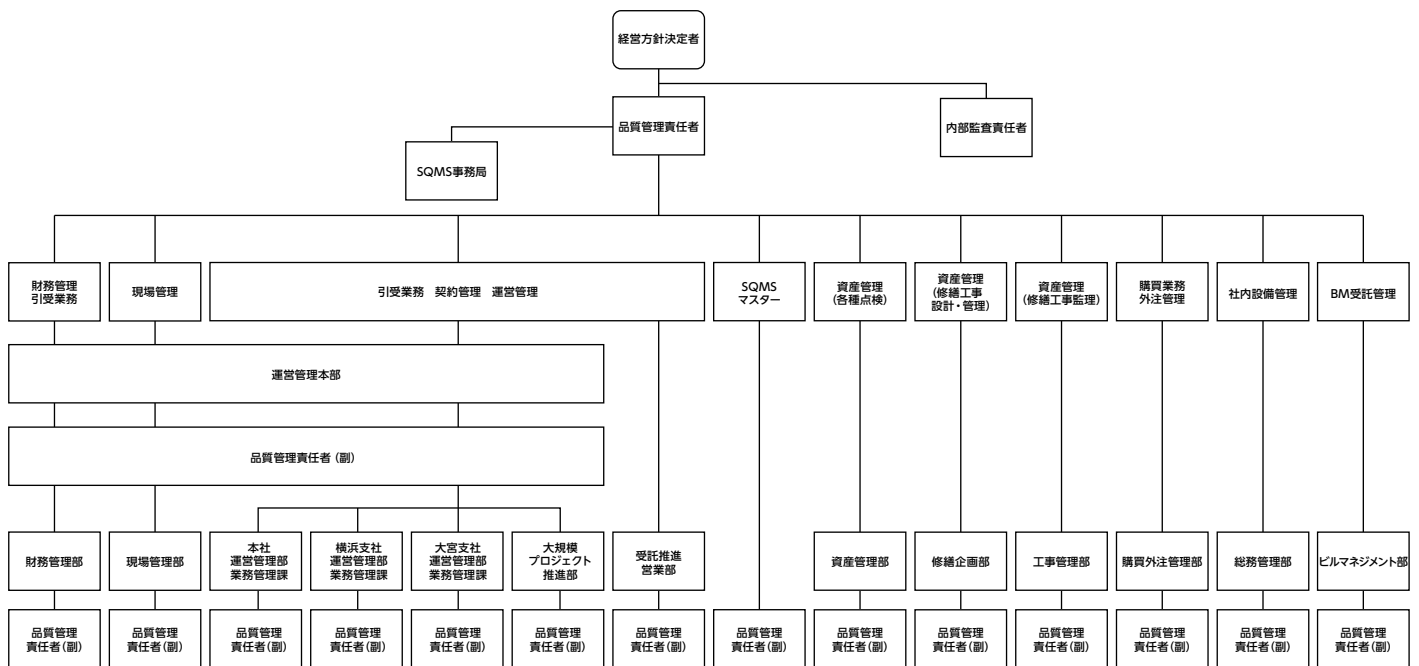 経営方針決定者
品質管理責任者
内部監査責任者
SQMS事務局
財務管理
引受業務
現場管理
引受業務 契約管理 運営管理
SQMS
マスター
資産管理
(各種点検)
資産管理
(修繕工事
設計・管理)
資産管理
(修繕工事監理)
購買業務
外注管理
社内設備管理
BM受託管理
運営管理本部
品質管理責任者(副)
財務管理部
現場管理部
本社
運営管理部
業務管理課
横浜支社
運営管理部
業務管理課
大宮支社
運営管理部
業務管理課
大規模
プロジェクト
推進部
受託推進
営業部
資産管理部
修繕企画部
工事管理部
購買外注管理部
総務管理部
ビルマネジメント部
品質管理
責任者(副)
品質管理
責任者(副)
品質管理
責任者(副)
品質管理
責任者(副)
品質管理
責任者(副)
品質管理
責任者(副)
品質管理
責任者(副)
品質管理
責任者(副)
品質管理
責任者(副)
品質管理
責任者(副)
品質管理
責任者(副)
品質管理
責任者(副)
品質管理
責任者(副)
品質管理
責任者(副)